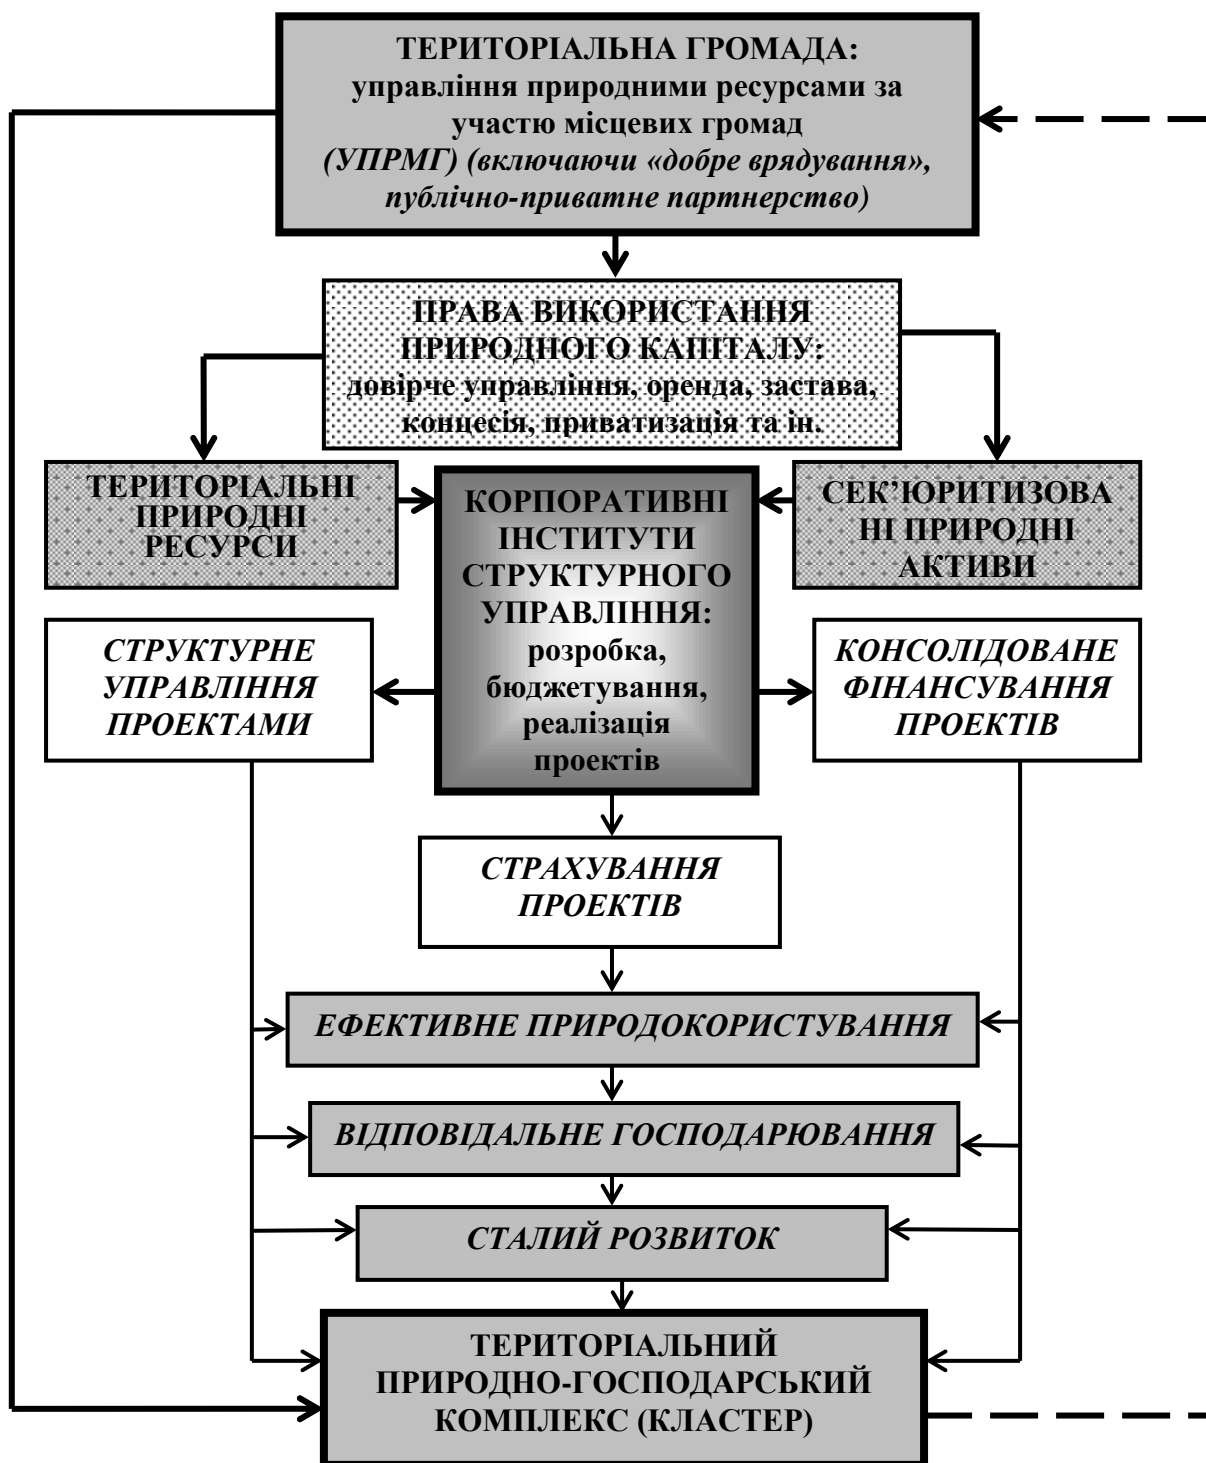 ТЕРИТОРІАЛЬНА ГРОМАДА:
управління природними ресурсами за
участю місцевих громад
(УПРМГ) (включаючи «добре врядування»,
публічно-приватне партнерство)
ПРАВА ВИКОРИСТАННЯ
ПРИРОДНОГО КАПІТАЛУ:
довірче управління, оренда, застава,
концесія, приватизація та ін.
ТЕРИТОРІАЛЬНІ
ПРИРОДНІ
РЕСУРСИ
КОРПОРАТИВНІ
ІНСТИТУТИ
СТРУКТУРНОГО
УПРАВЛІННЯ:
розробка,
бюджетування,
реалізація
проектів
СЕК’ЮРИТИЗОВА
НІ ПРИРОДНІ
АКТИВИ
СТРУКТУРНЕ
УПРАВЛІННЯ
ПРОЕКТАМИ
КОНСОЛІДОВАНЕ
ФІНАНСУВАННЯ
ПРОЕКТІВ
СТРАХУВАННЯ
ПРОЕКТІВ
ЕФЕКТИВНЕ ПРИРОДОКОРИСТУВАННЯ
ВІДПОВІДАЛЬНЕ ГОСПОДАРЮВАННЯ
СТАЛИЙ РОЗВИТОК
ТЕРИТОРІАЛЬНИЙ
ПРИРОДНО-ГОСПОДАРСЬКИЙ
КОМПЛЕКС (КЛАСТЕР)